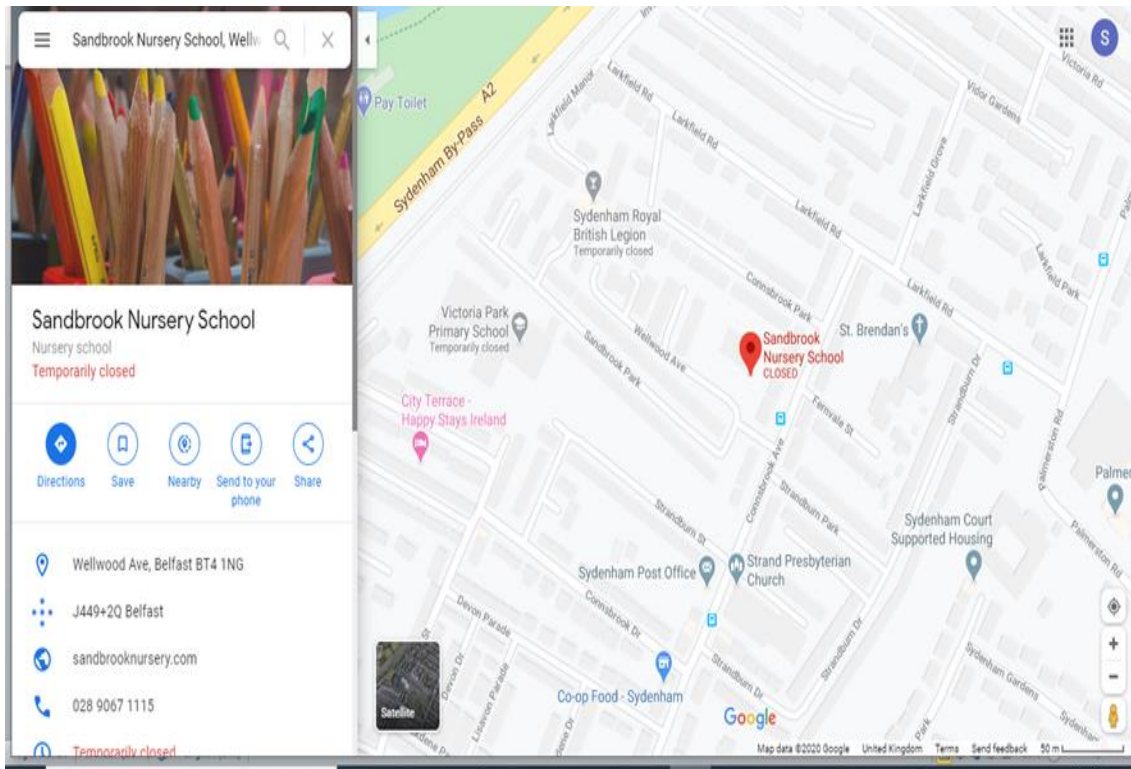 Sandbrook Nursery School, Wellw
Sandbrook Nursery School
Nursery school
Temporarily closed
Directions
Save
Nearby
Send to your
phone
Share
Wellwood Ave, Belfast BT4 1NG
J449+2Q Belfast
sandbrooknursery.com
028 9067 1115
Temporarily closed
S
Pay Toilet
A2
Sydenham By-Pass
Larkfield Manor
Larkfield Rd
Larkfield Rd
Victoria Rd
Vidor Gardens
Larkfield Grove
Sydenham Royal
British Legion
Temporarily closed
Larkfield Rd
Larkfield Park
Connsbrook Park
Larkfield Rd
Victoria Park
Primary School
Temporarily closed
Wellwood Ave
Sandbrook Park
Sandbrook
Nursery School
CLOSED
St. Brendan's
City Terrace -
Happy Stays Ireland
Fernvale St
Strandburn Dr
Palmerston Rd
Connsbrook Ave
Strandburn Park
Strandburn St
Palmer
Palmerston Rd
Sydenham Court
Supported Housing
Sydenham Post Office
Strand Presbyterian
Church
Devon Parade
Connsbrook Dr
Strandburn Dr
Strandburn Dr
Devon Dr
Lisavon Parade
Co-op Food - Sydenham
Sydenham Gardens
Sydenham
Park
Satellite
Google
Map data ©2020 Google United Kingdom Terms Send feedback 50 m